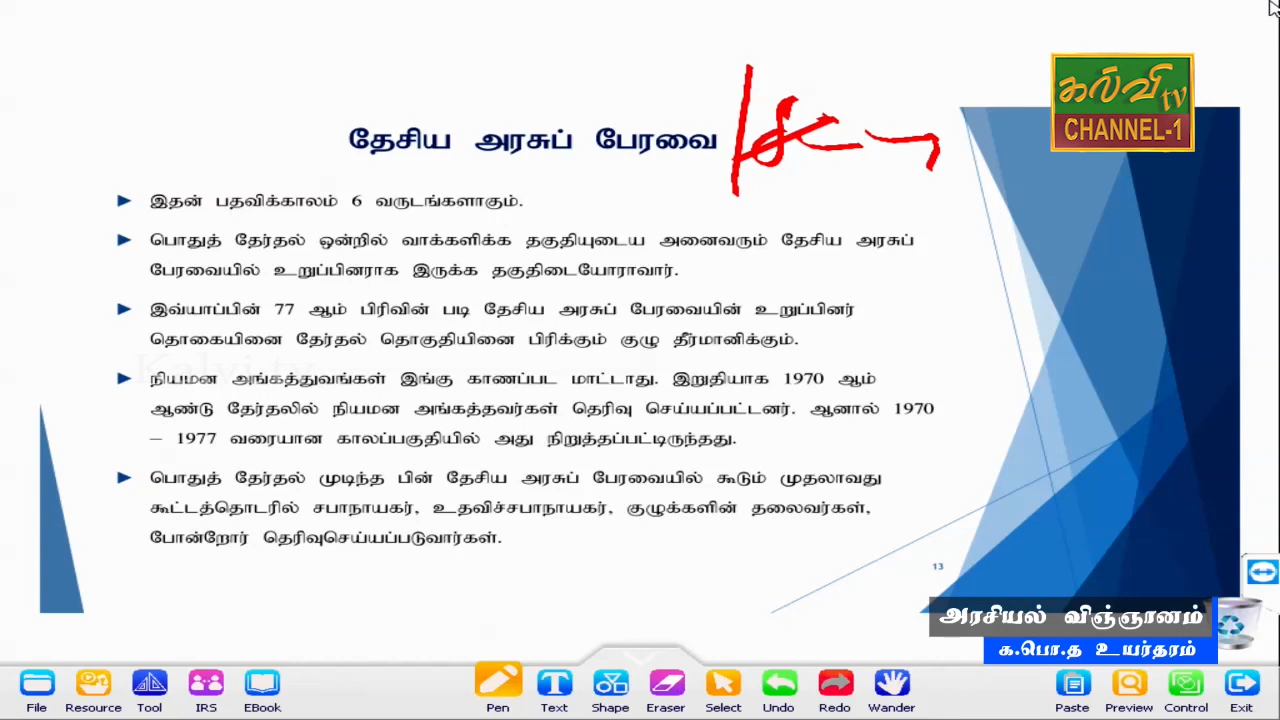 கல்வி tv
CHANNEL-1
தேசிய அரசுப் பேரவை
இதன் பதவிக்காலம் 6 வருடங்களாகும்.
பொதுத் தேர்தல் ஒன்றில் வாக்களிக்க தகுதியுடைய அனைவரும் தேசிய அரசுப்
பேரவையில் உறுப்பினராக இருக்க தகுதிடையோராவார்.
இவ்யாப்பின் 77 ஆம் பிரிவின் படி தேசிய அரசுப் பேரவையின் உறுப்பினர்
தொகையினை தேர்தல் தொகுதியினை பிரிக்கும் குழு தீர்மானிக்கும்.
Kalvi tv
நியமன அங்கத்துவங்கள் இங்கு காணப்பட மாட்டாது. இறுதியாக 1970 ஆம்
ஆண்டு தேர்தலில் நியமன அங்கத்தவர்கள் தெரிவு செய்யப்பட்டனர். ஆனால் 1970
– 1977 வரையான காலப்பகுதியில் அது நிறுத்தப்பட்டிருந்தது.
பொதுத் தேர்தல் முடிந்த பின் தேசிய அரசுப் பேரவையில் கூடும் முதலாவது
கூட்டத்தொடரில் சபாநாயகர், உதவிச்சபாநாயகர், குழுக்களின் தலைவர்கள்,
போன்றோர் தெரிவுசெய்யப்படுவார்கள்.
13
அரசியல் விஞ்ஞானம்
க.பொ.த உயர்தரம்
File Resource Tool IRS EBook Pen Text Shape Eraser Select Undo Redo Wander Paste Preview Control Exit